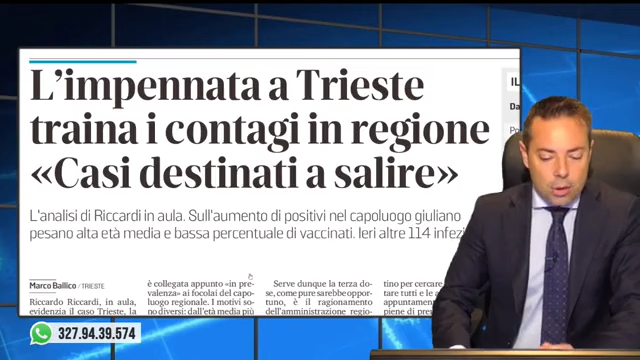 L'impennata a Trieste
traina i contagi in regione
«Casi destinati a salire»
L'analisi di Riccardi in aula. Sull'aumento di positivi nel capoluogo giuliano
pesano alta età media e bassa percentuale di vaccinati. Ieri altre 114 infezi
Marco Ballico / TRIESTE
Riccardo Riccardi, in aula,
evidenzia il caso Trieste, la
è collegata appunto «in pre-
valenza» ai focolai del capo-
luogo regionale. I motivi so-
no diversi: dall'età media più
Serve dunque la terza do-
se, come pure sarebbe oppor-
tuno, è il ragionamento
dell'amministrazione regio-
tino per cercare,
tare tutti e le a
appuntamento
piene di preg
IL
Da
Po
327.94.39.574